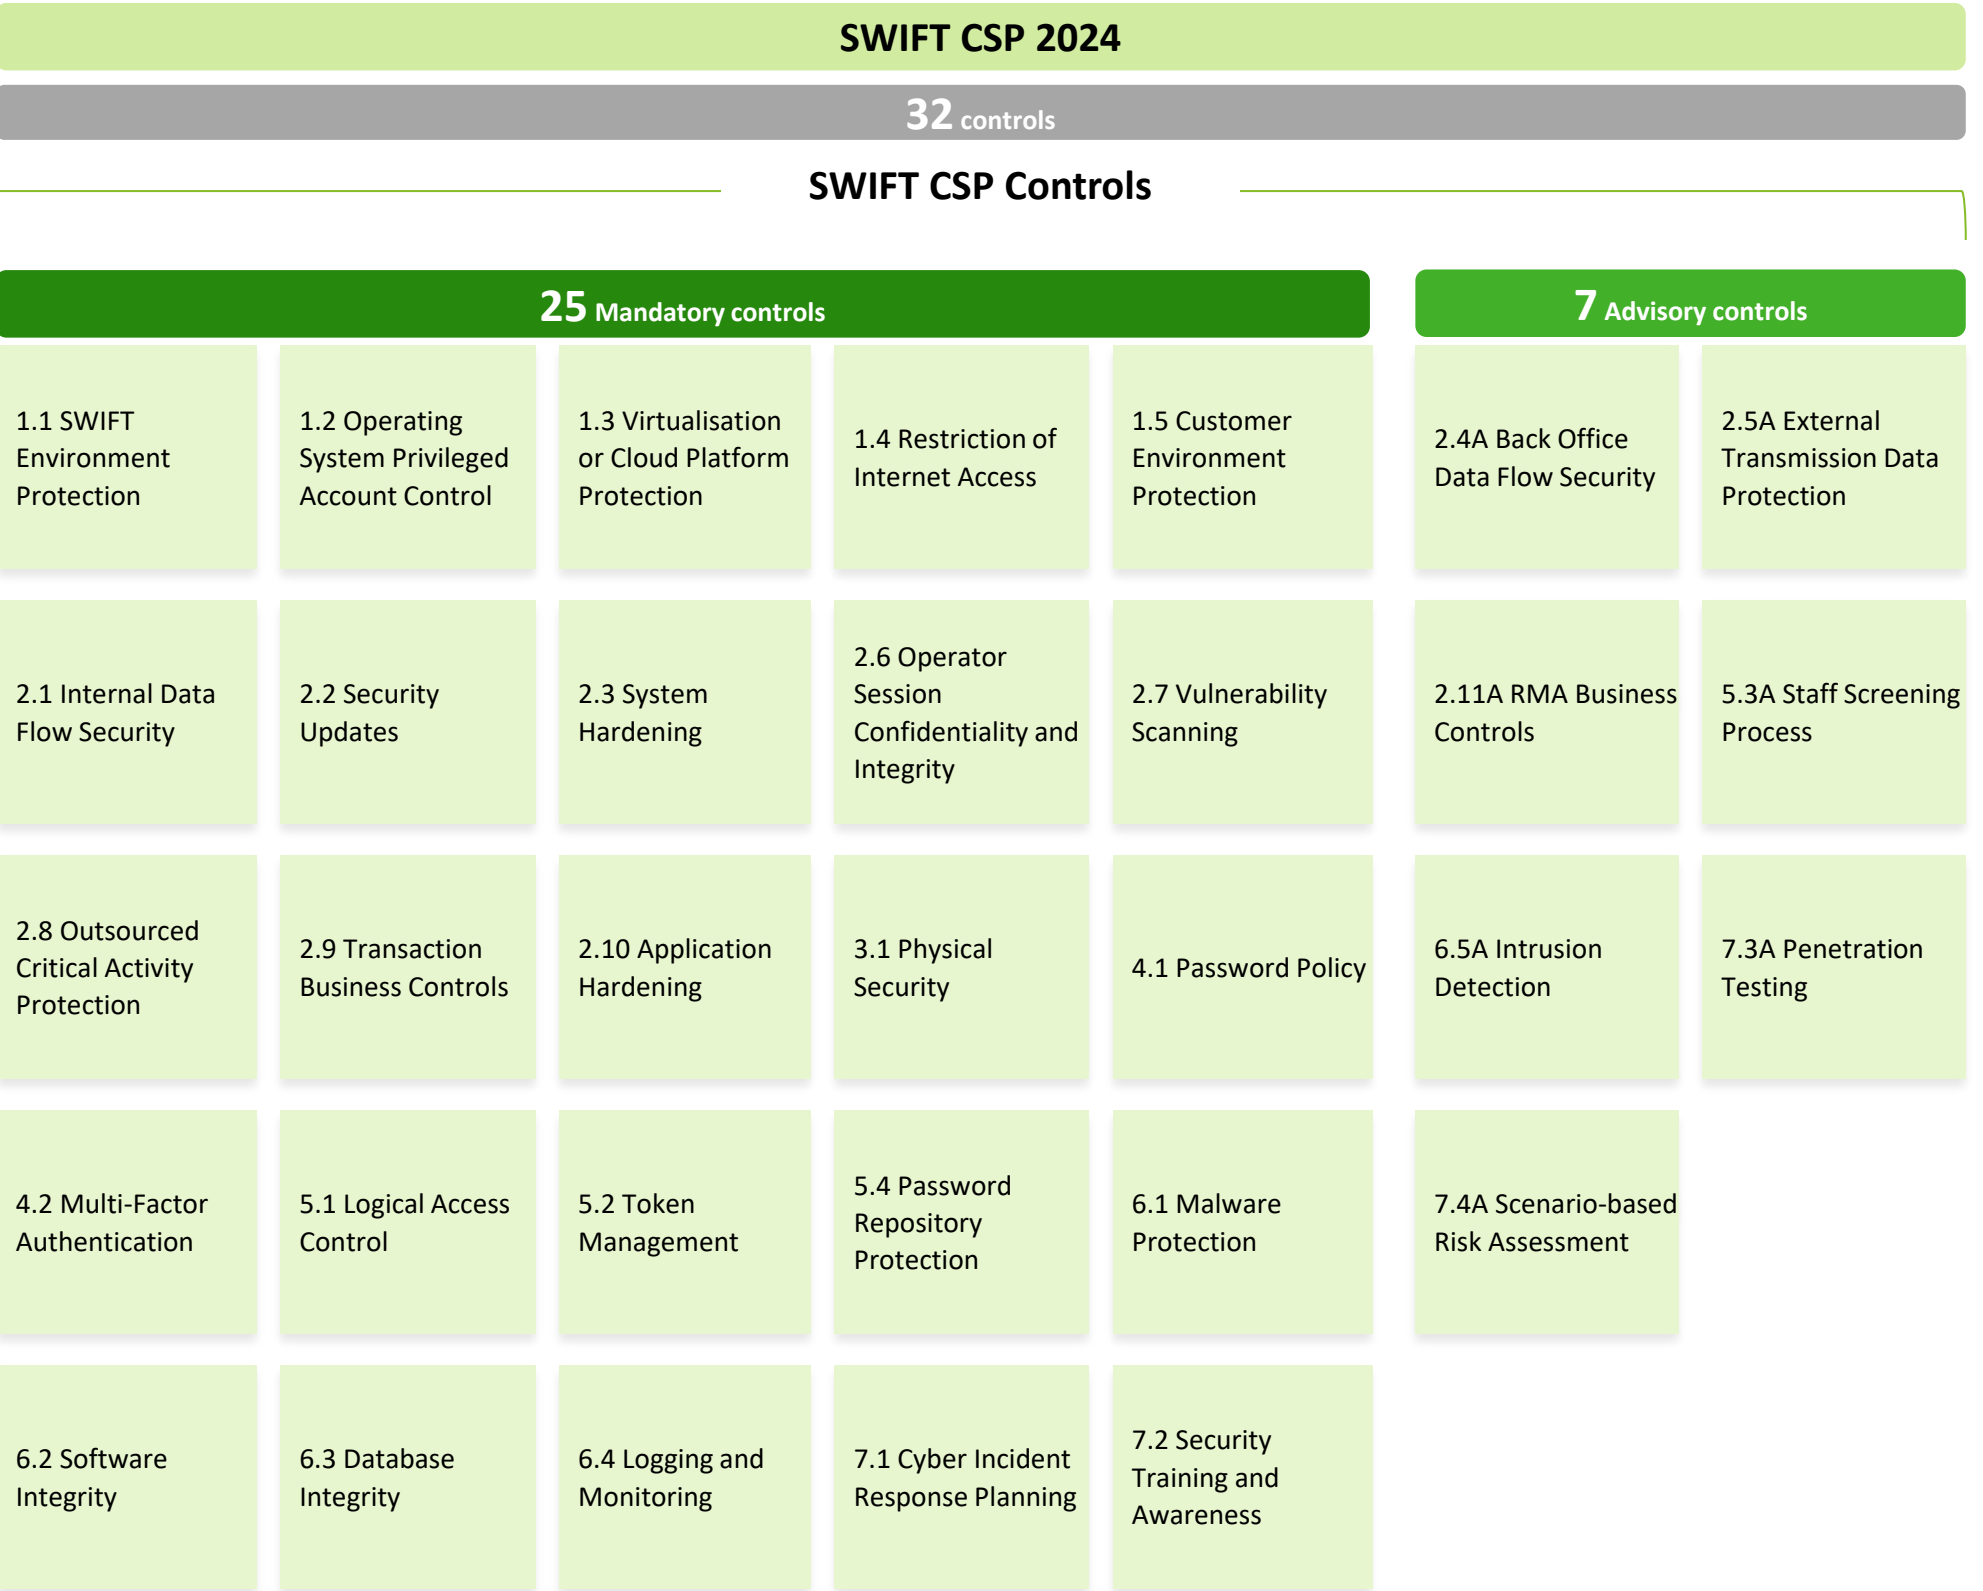 SWIFT CSP 2024
32 controls
SWIFT CSP Controls
25 Mandatory controls
7 Advisory controls
1.1 SWIFT
Environment
Protection
1.2 Operating
System Privileged
Account Control
1.3 Virtualisation
or Cloud Platform
Protection
1.4 Restriction of
Internet Access
1.5 Customer
Environment
Protection
2.4A Back Office
Data Flow Security
2.5A External
Transmission Data
Protection
2.1 Internal Data
Flow Security
2.2 Security
Updates
2.3 System
Hardening
2.6 Operator
Session
Confidentiality and
Integrity
2.7 Vulnerability
Scanning
2.11A RMA Business
Controls
5.3A Staff Screening
Process
2.8 Outsourced
Critical Activity
Protection
2.9 Transaction
Business Controls
2.10 Application
Hardening
3.1 Physical
Security
4.1 Password Policy
6.5A Intrusion
Detection
7.3A Penetration
Testing
4.2 Multi-Factor
Authentication
5.1 Logical Access
Control
5.2 Token
Management
5.4 Password
Repository
Protection
6.1 Malware
Protection
7.4A Scenario-based
Risk Assessment
6.2 Software
Integrity
6.3 Database
Integrity
6.4 Logging and
Monitoring
7.1 Cyber Incident
Response Planning
7.2 Security
Training and
Awareness